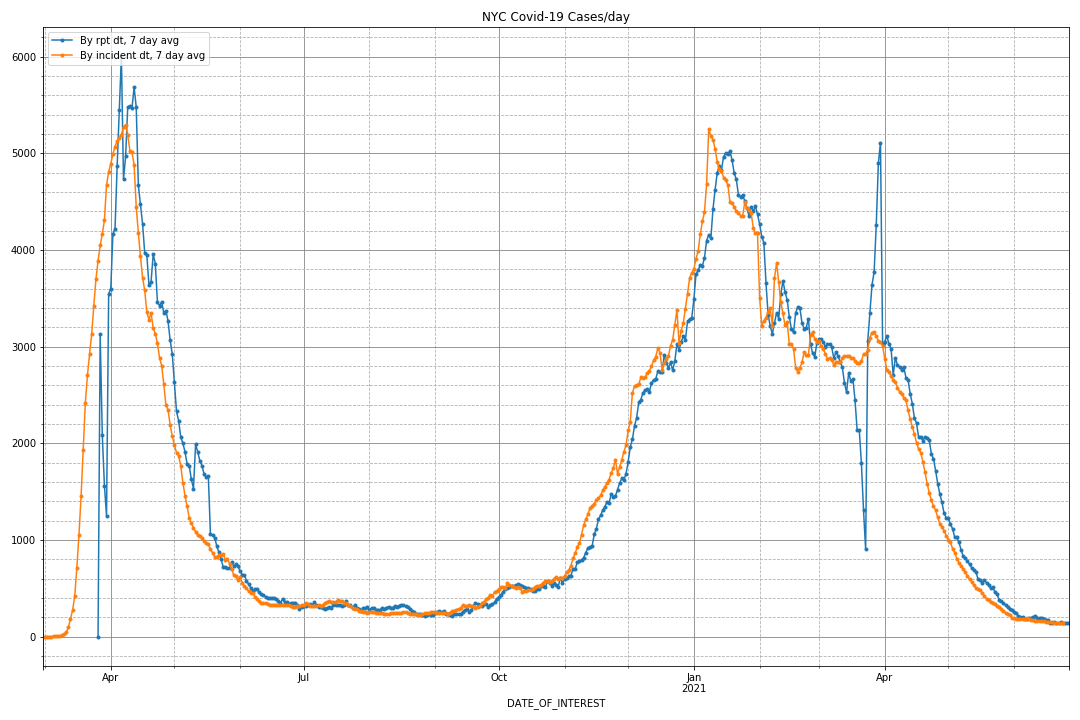 NYC Covid-19 Cases/day
By rpt dt, 7 day avg
By incident dt, 7 day avg
6000
5000
4000
3000
2000
1000
0
Apr
Jul
Oct
Jan
2021
Apr
DATE_OF_INTEREST